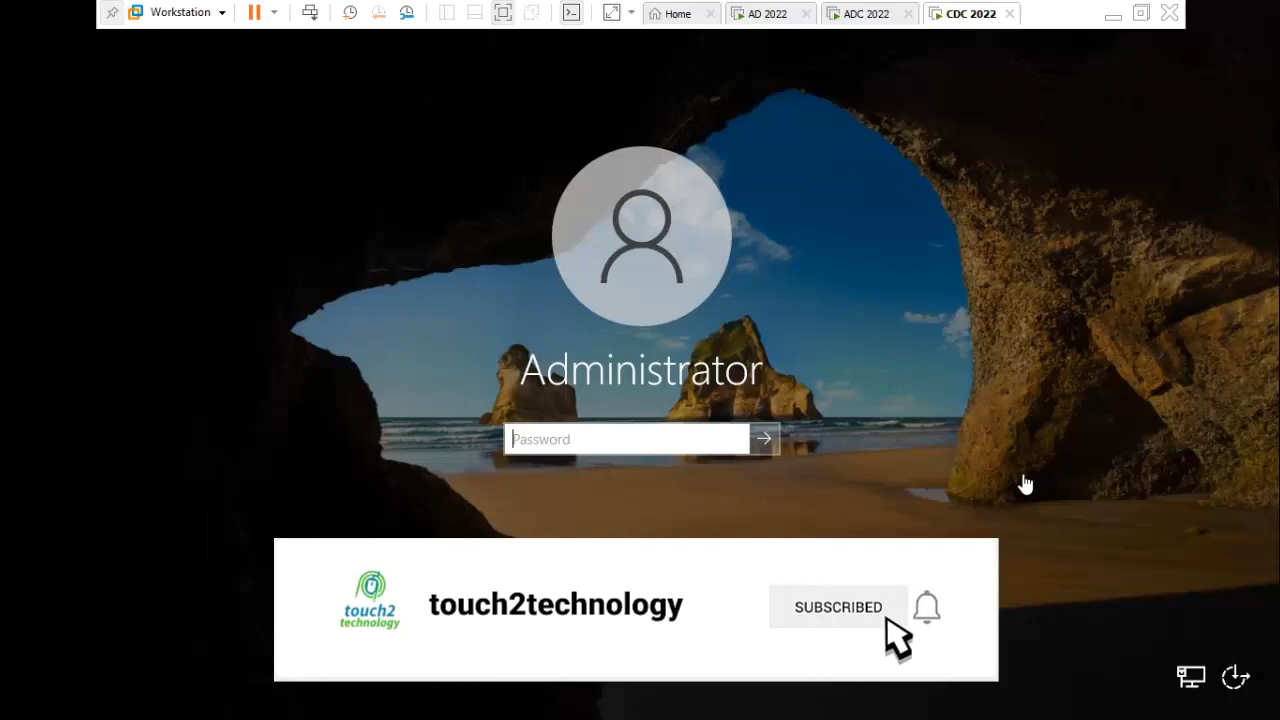 Workstation
Home
AD 2022
ADC 2022
CDC 2022
Administrator
Password
touch2
technology
touch2technology
SUBSCRIBED